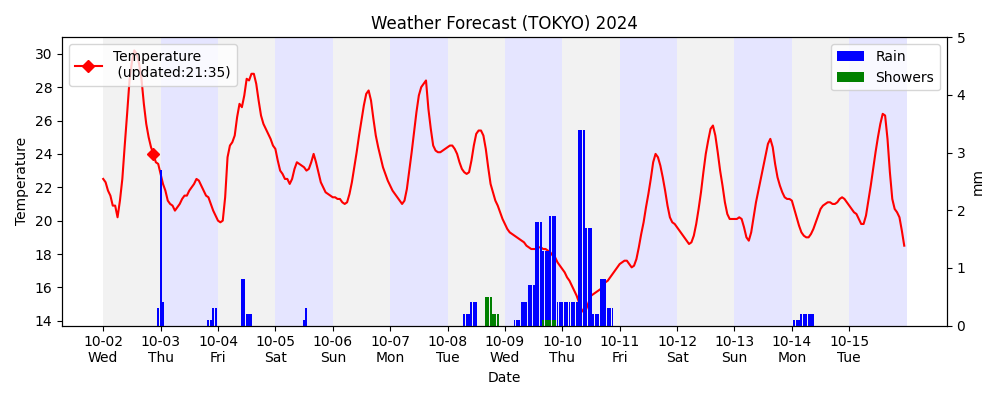 Weather Forecast (TOKYO) 2024
Temperature
(updated:21:35)
Rain
Showers
30
28
26
24
22
20
18
16
14
Temperature
5
4
3
2
1
0
mm
10-02 10-03 10-04 10-05 10-06 10-07 10-08 10-09 10-10 10-11 10-12 10-13 10-14 10-15
Wed Thu Fri Sat Sun Mon Tue Wed Thu Fri Sat Sun Mon Tue
Date